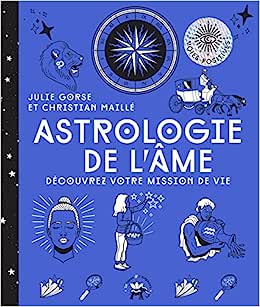 JULIE GORSE
ET CHRISTIAN MAILLÉ
ASTROLOGIE
DE L'ÂME
DÉCOUVREZ VOTRE MISSION DE VIE